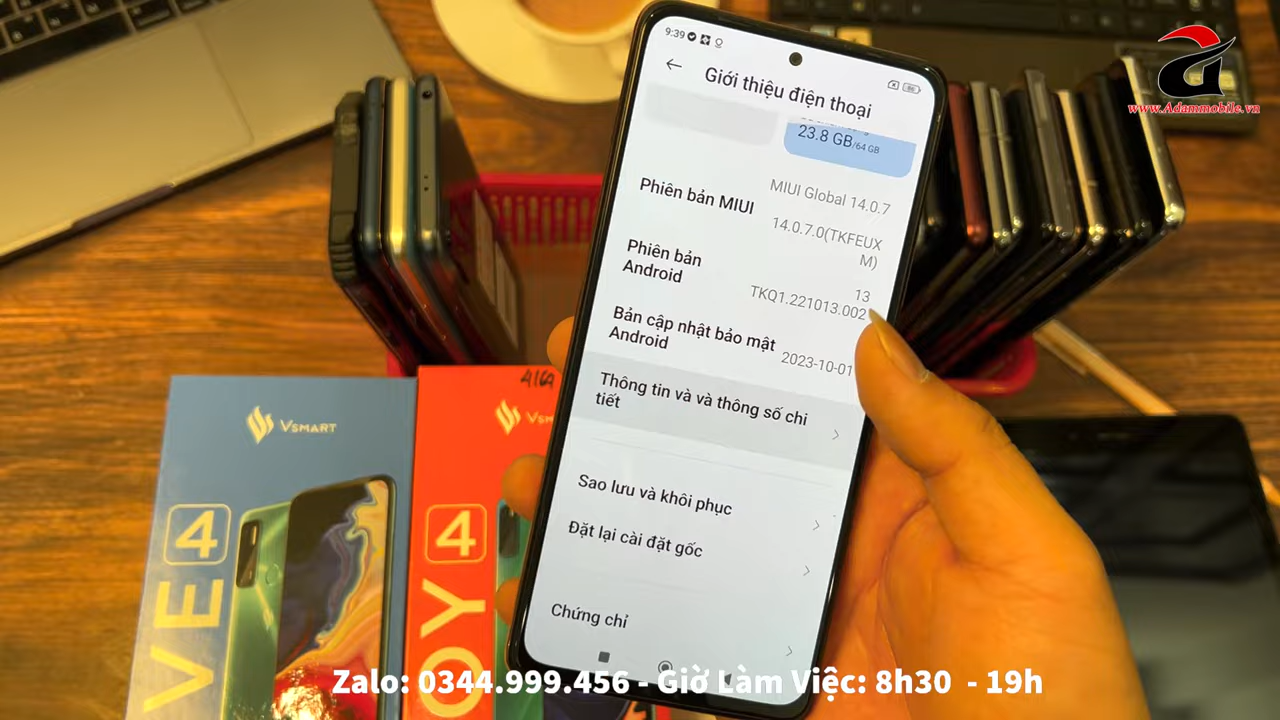 9:39
Giới thiệu điện thoại
23.8 GB/64 GB
Phiên bản MIUI
MIUI Global 14.0.7
14.0.7.0(TKFEUX
M)
Phiên bản
Android
13
TKQ1.221013.002
Bản cập nhật bảo mật
Android
2023-10-01
Thông tin và và thông số chi
tiết
Sao lưu và khôi phục
Đặt lại cài đặt gốc
Chứng chỉ
www.Adammobile.vn
VSMART
VE 4
VSM
OY 4
Zalo: 0344.999.456 - Giờ Làm Việc: 8h30 - 19h